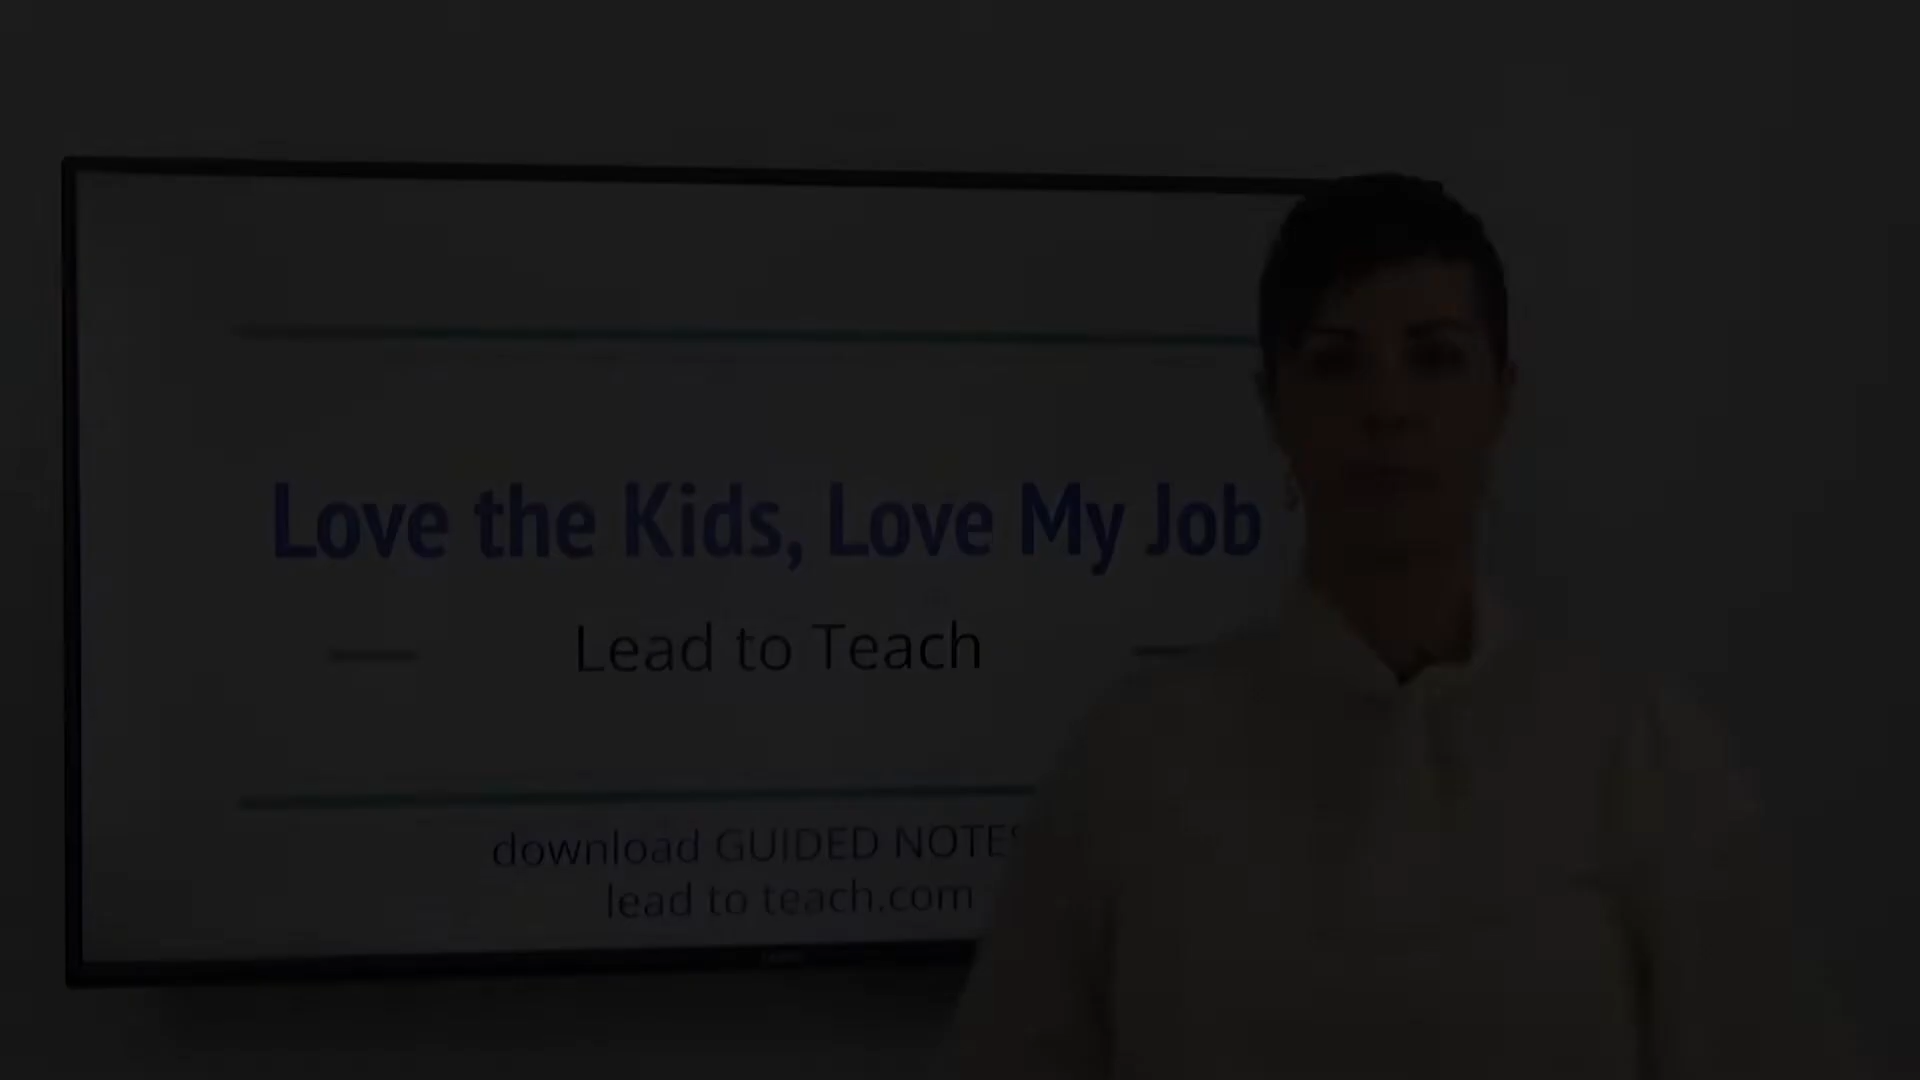 Love the Kids, Love My Job
Lead to Teach
download GUIDED NOTES
lead to teach.com